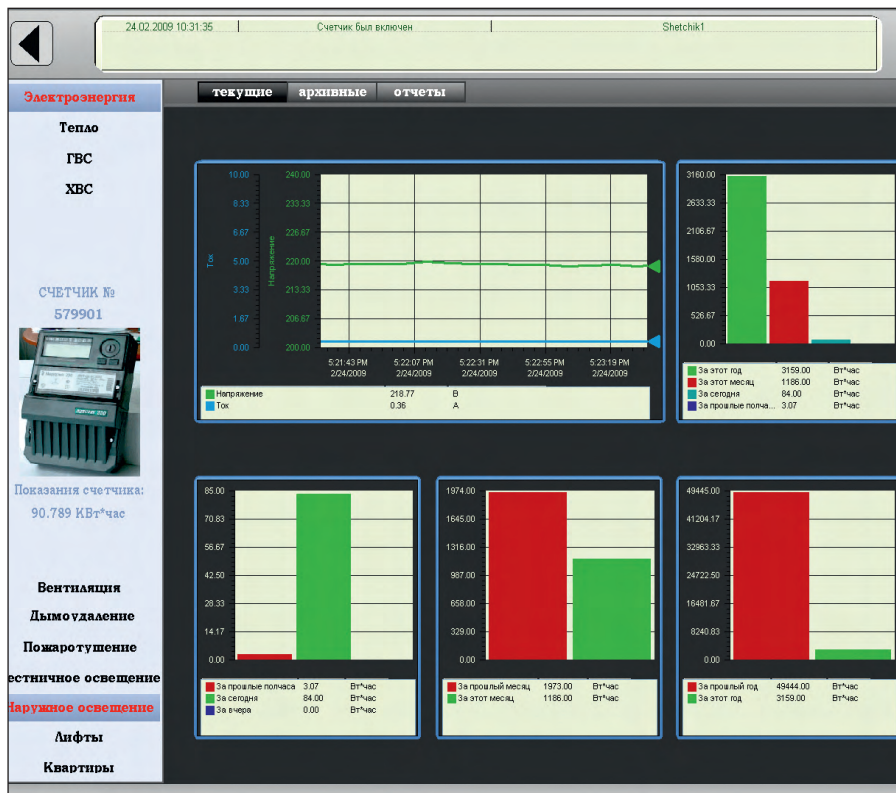 24.02.2009 10:31:35 | Счетчик был включен | Shetchik1
Электроэнергия
Тепло
ГВС
ХВС
СЧЕТЧИК №
579901
Показания счетчика:
90.789 КВт*час
Вентиляция
Дымоудаление
Пожаротушение
естничное освещение
Наружное освещение
Лифты
Квартиры
текущие архивные отчеты
Ток
10.00
8.33
6.67
5.00
3.33
1.67
0.00
Напряжение
240.00
233.33
226.67
220.00
213.33
206.67
200.00
5:21:43 PM 5:22:07 PM 5:22:31 PM 5:22:55 PM 5:23:19 PM
2/24/2009 2/24/2009 2/24/2009 2/24/2009 2/24/2009
Напряжение 218.77 В
Ток 0.36 А
3160.00
2633.33
2106.67
1580.00
1053.33
526.67
0.00
За этот год 3159.00 Вт*час
За этот месяц 1186.00 Вт*час
За сегодня 84.00 Вт*час
За прошлые полча... 3.07 Вт*час
85.00
70.83
56.67
42.50
28.33
14.17
0.00
За прошлые полчаса 3.07 Вт*час
За сегодня 84.00 Вт*час
За вчера 0.00 Вт*час
1974.00
1645.00
1316.00
987.00
658.00
329.00
0.00
За прошлый месяц 1973.00 Вт*час
За этот месяц 1186.00 Вт*час
49445.00
41204.17
32963.33
24722.50
16481.67
8240.83
0.00
За прошлый год 49444.00 Вт*час
За этот год 3159.00 Вт*час